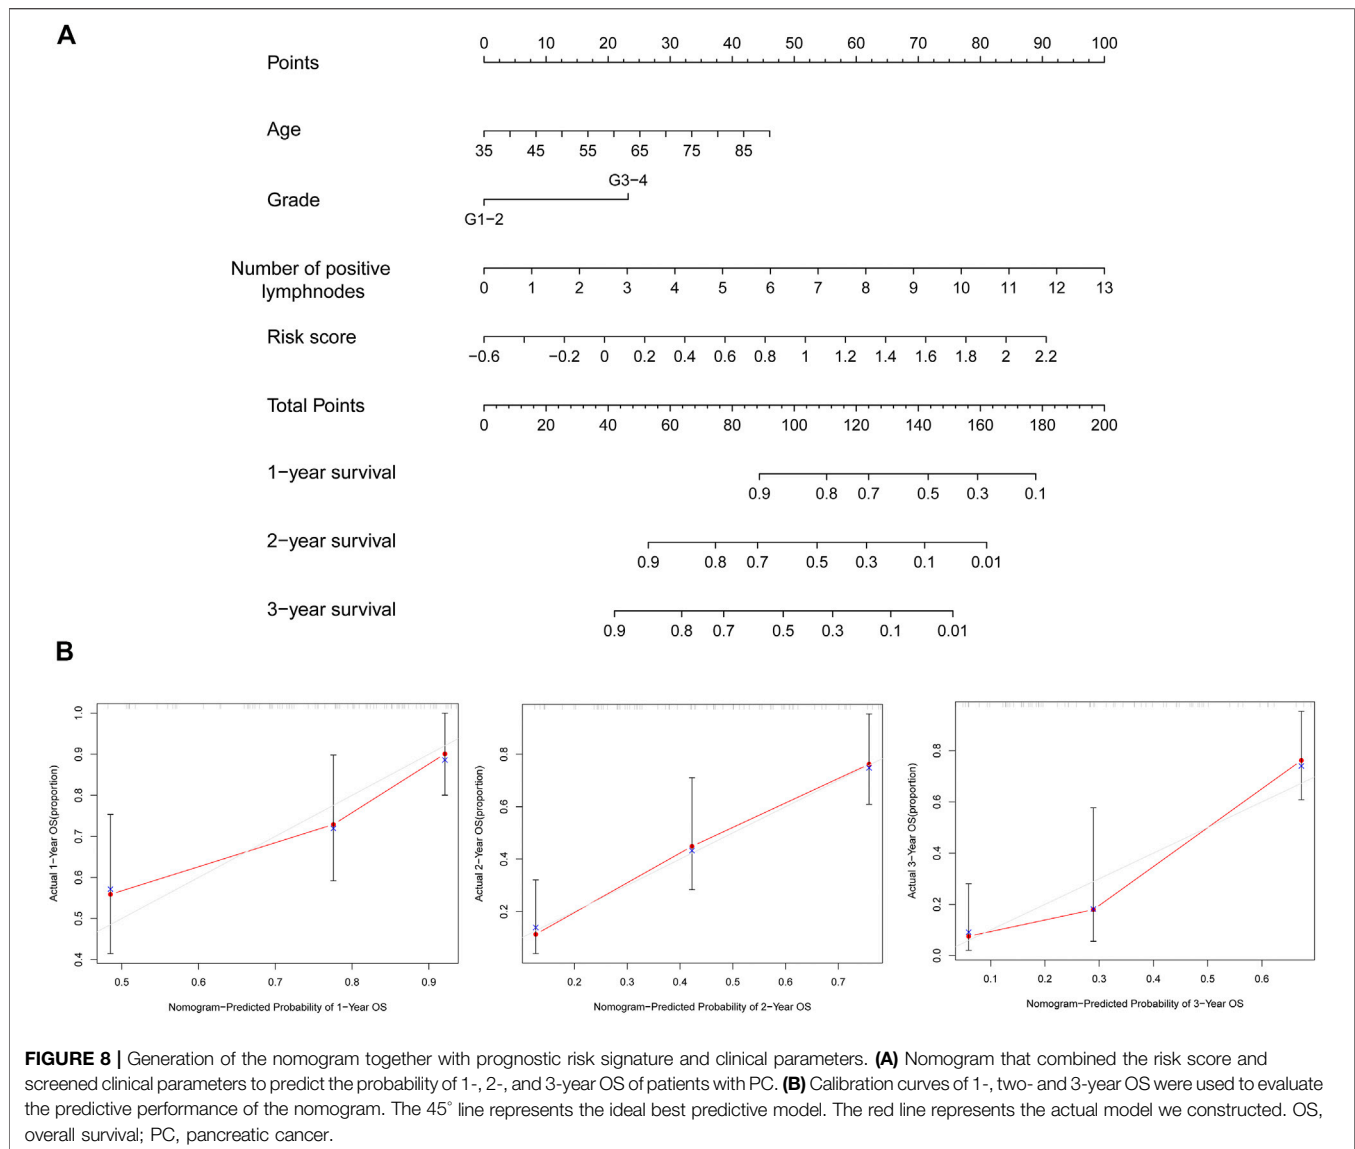 A
Points
0 10 20 30 40 50 60 70 80 90 100
Age
35 45 55 65 75 85
Grade
G3−4
G1−2
Number of positive
lymphnodes
0 1 2 3 4 5 6 7 8 9 10 11 12 13
Risk score
−0.6 −0.2 0 0.2 0.4 0.6 0.8 1 1.2 1.4 1.6 1.8 2 2.2
Total Points
0 20 40 60 80 100 120 140 160 180 200
1−year survival
0.9 0.8 0.7 0.5 0.3 0.1
2−year survival
0.9 0.8 0.7 0.5 0.3 0.1 0.01
3−year survival
0.9 0.8 0.7 0.5 0.3 0.1 0.01
B
Actual 1−Year OS(proportion)
1.0
0.9
0.8
0.7
0.6
0.5
0.4
0.5 0.6 0.7 0.8 0.9
Nomogram−Predicted Probability of 1−Year OS
Actual 2−Year OS(proportion)
0.8
0.6
0.4
0.2
0.2 0.3 0.4 0.5 0.6 0.7
Nomogram−Predicted Probability of 2−Year OS
Actual 3−Year OS(proportion)
0.8
0.6
0.4
0.2
0.0
0.1 0.2 0.3 0.4 0.5 0.6
Nomogram−Predicted Probability of 3−Year OS
FIGURE 8 | Generation of the nomogram together with prognostic risk signature and clinical parameters. (A) Nomogram that combined the risk score and
screened clinical parameters to predict the probability of 1-, 2-, and 3-year OS of patients with PC. (B) Calibration curves of 1-, two- and 3-year OS were used to evaluate
the predictive performance of the nomogram. The 45° line represents the ideal best predictive model. The red line represents the actual model we constructed. OS,
overall survival; PC, pancreatic cancer.